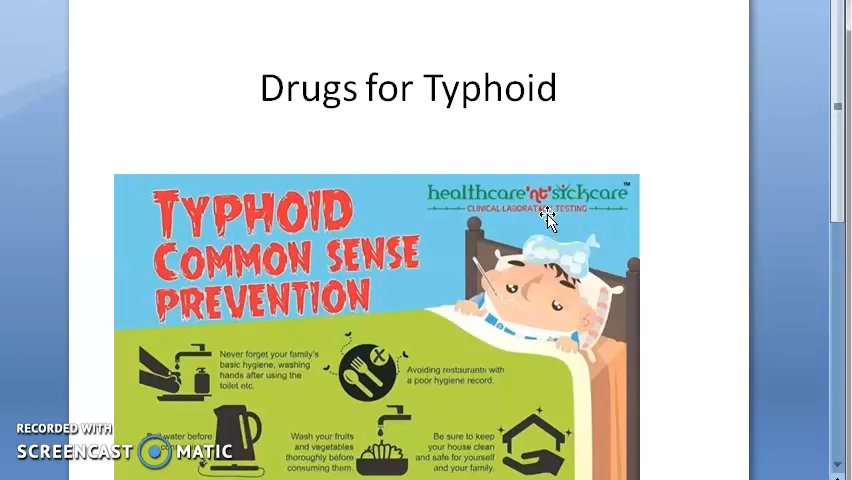 Drugs for Typhoid
healthcare'nt'sickcare™
CLINICAL LABORATORY TESTING
TYPHOID
COMMON SENSE
PREVENTION
Never forget your family's
basic hygiene, washing
hands after using the
toilet etc.
Avoiding restaurants with
a poor hygiene record.
water before
Wash your fruits
and vegetables
thoroughly before
consuming them.
Be sure to keep
your house clean
and safe for yourself
and your family.
RECORDED WITH
SCREENCAST MATIC